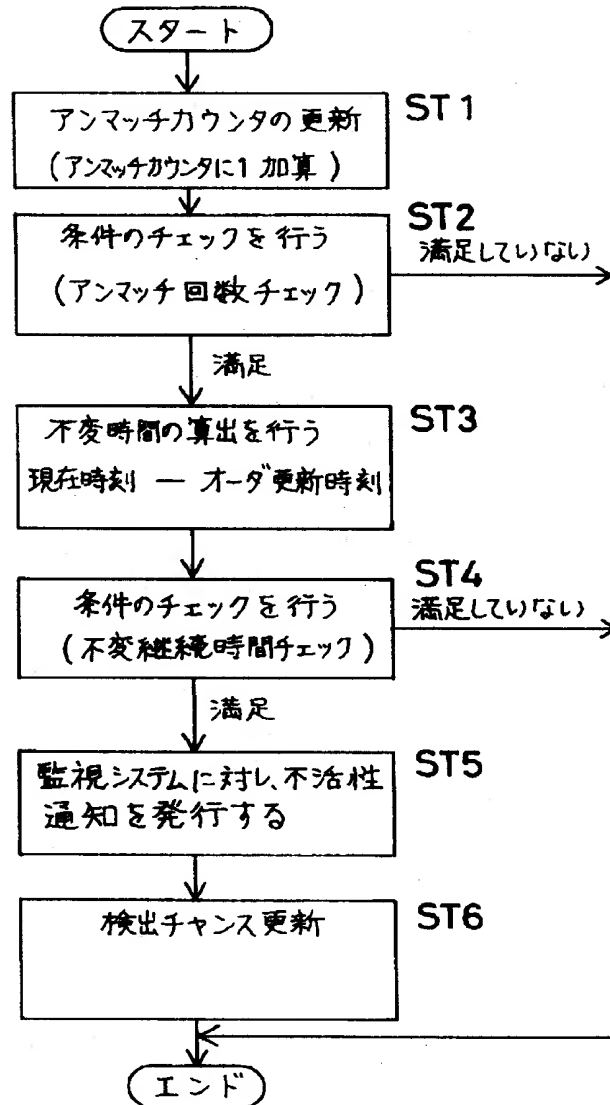 スタート
アンマッチカウンタの更新
(アンマッチカウンタに1加算)
ST1
条件のチェックを行う
(アンマッチ回数チェック)
ST2
満足していない
満足
不変時間の算出を行う
現在時刻 ー オーダ更新時刻
ST3
条件のチェックを行う
(不変継続時間チェック)
ST4
満足していない
満足
監視システムに対し、不活性
通知を発行する
ST5
検出チャンス更新
ST6
エンド